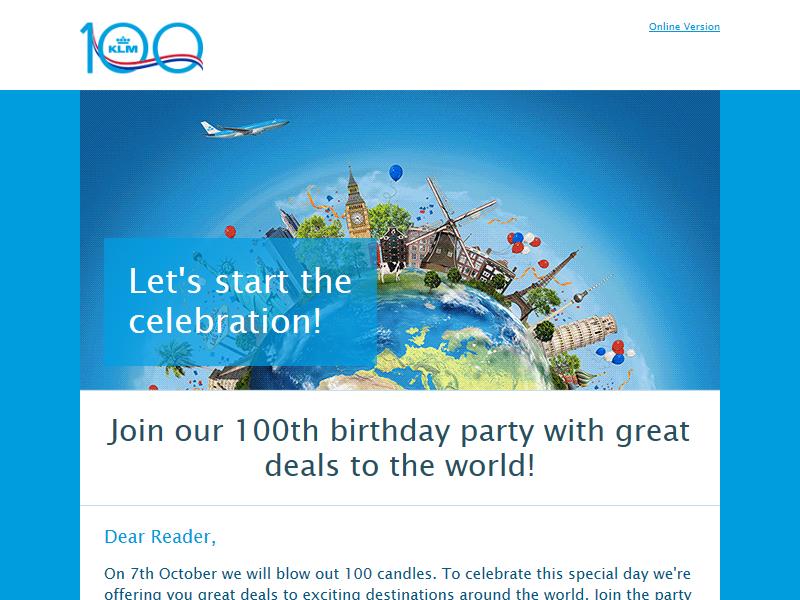 100
KLM
Online Version
Let's start the
celebration!
Join our 100th birthday party with great
deals to the world!
Dear Reader,
On 7th October we will blow out 100 candles. To celebrate this special day we're
offering you great deals to exciting destinations around the world. Join the party